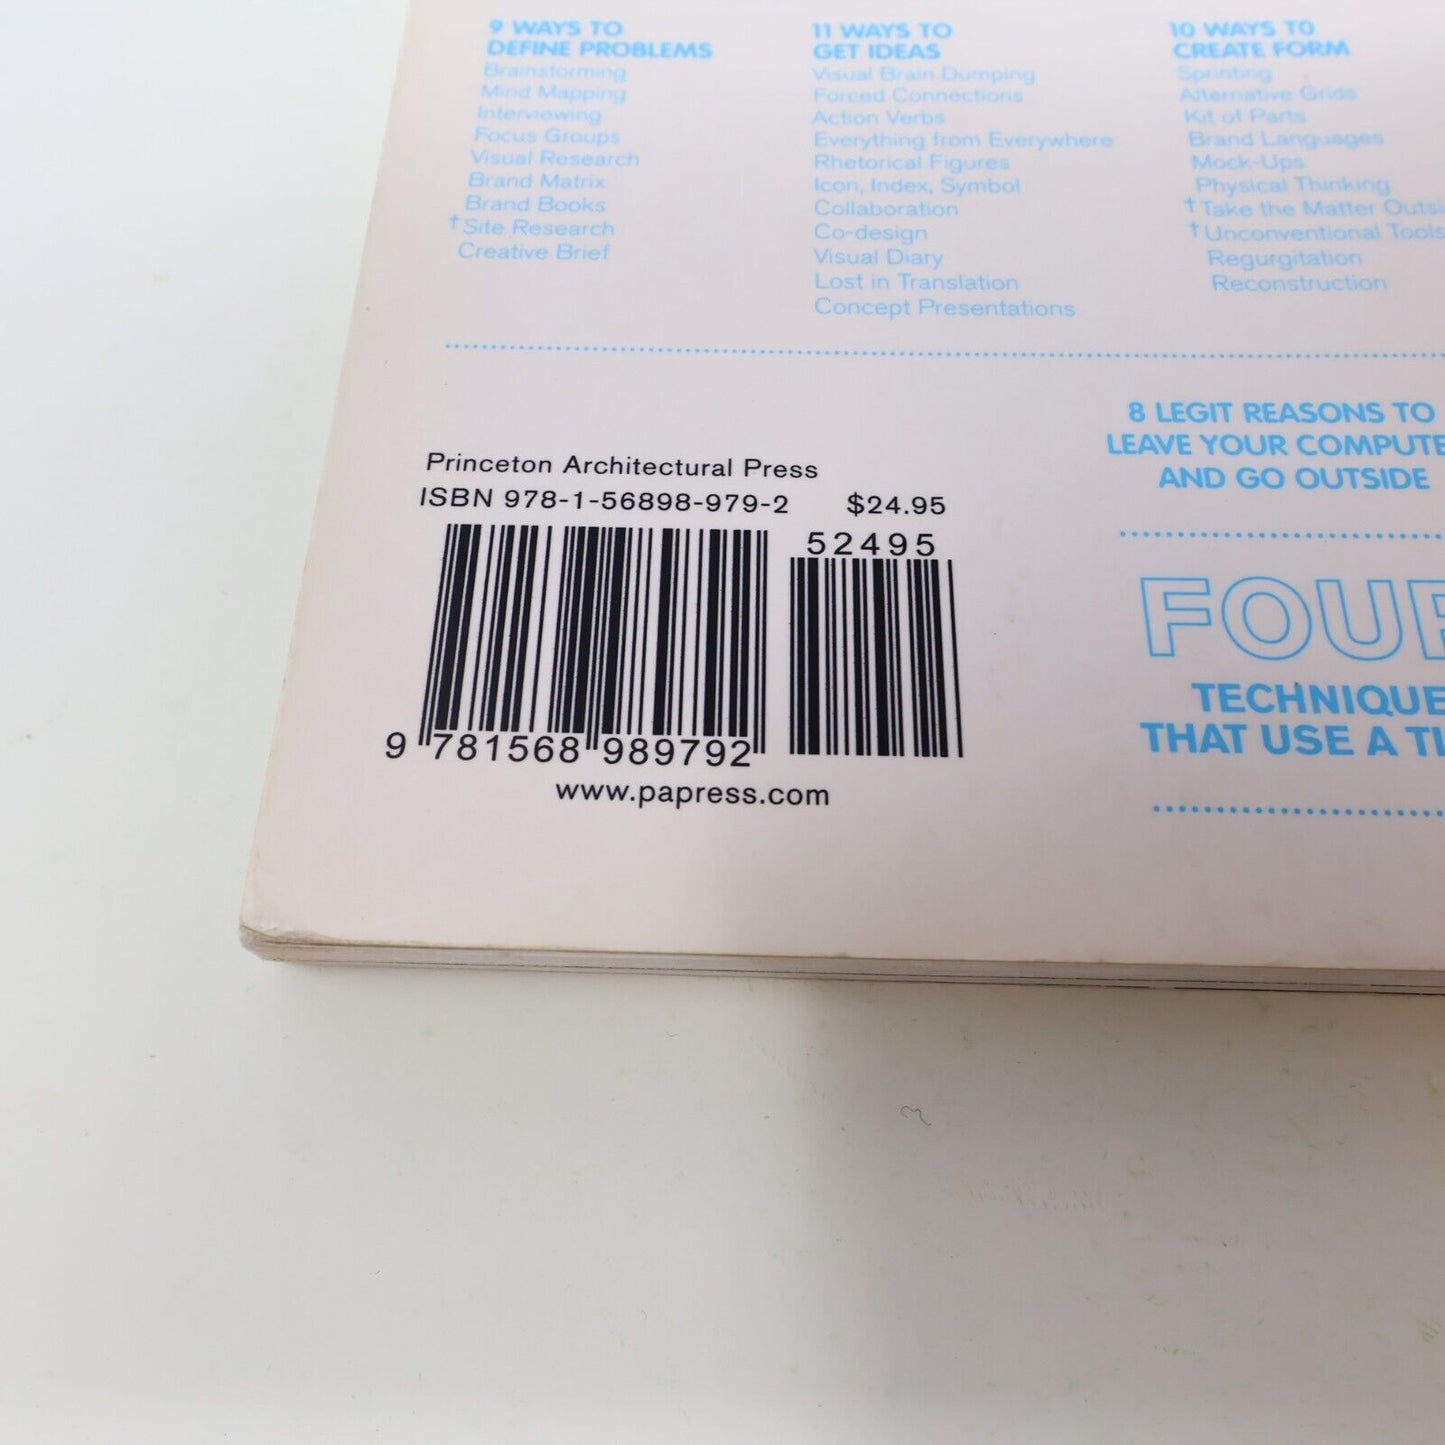 9 WAYS TO
DEFINE PROBLEMS
Brainstorming
Mind Mapping
Interviewing
Focus Groups
Visual Research
Brand Matrix
Brand Books
†Site Research
Creative Brief
11 WAYS TO
GET IDEAS
Visual Brain Dumping
Forced Connections
Action Verbs
Everything from Everywhere
Rhetorical Figures
Icon, Index, Symbol
Collaboration
Co-design
Visual Diary
Lost in Translation
Concept Presentations
10 WAYS TO
CREATE FORM
Sprinting
Alternative Grids
Kit of Parts
Brand Languages
Mock-Ups
Physical Thinking
†Take the Matter Outsi
†Unconventional Tools
Regurgitation
Reconstruction
Princeton Architectural Press
ISBN 978-1-56898-979-2 $24.95
52495
9 781568 989792
www.papress.com
8 LEGIT REASONS TO
LEAVE YOUR COMPUTE
AND GO OUTSIDE
FOUR
TECHNIQUE
THAT USE A TI